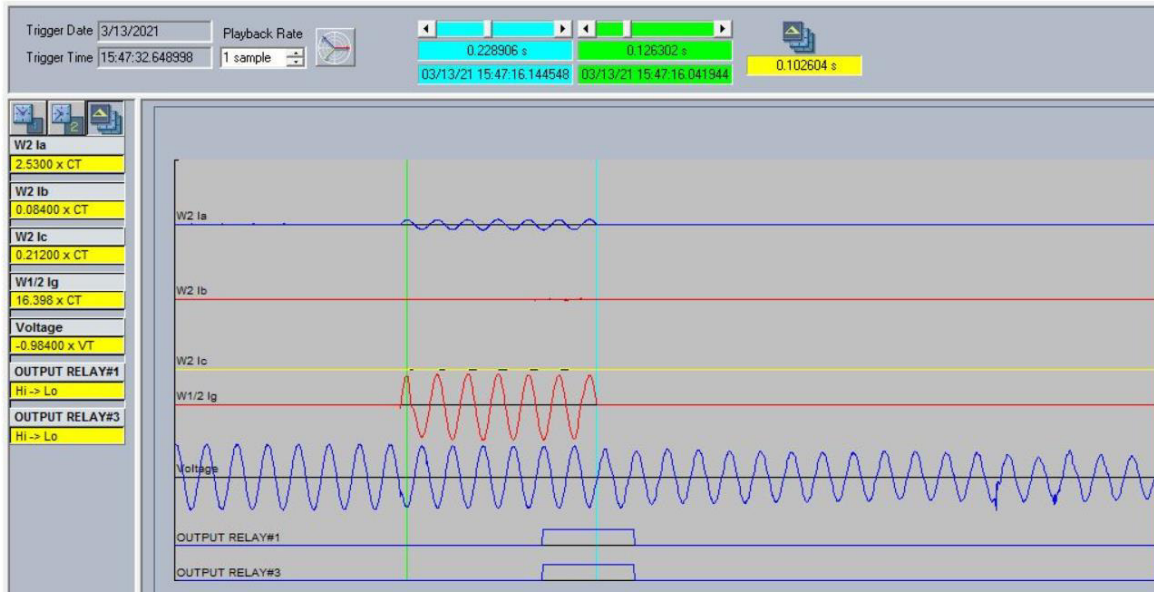 Trigger Date 3/13/2021
Trigger Time 15:47:32.648998
Playback Rate
1 sample
0.228906 s
03/13/21 15:47:16.144548
0.126302 s
03/13/21 15:47:16.041944
0.102604 s
2
W2 Ia
2.5300 x CT
W2 Ib
0.08400 x CT
W2 Ic
0.21200 x CT
W1/2 Ig
16.398 x CT
Voltage
-0.98400 x VT
OUTPUT RELAY#1
Hi -> Lo
OUTPUT RELAY#3
Hi -> Lo
W2 Ia
W2 Ib
W2 Ic
W1/2 Ig
Voltage
OUTPUT RELAY#1
OUTPUT RELAY#3